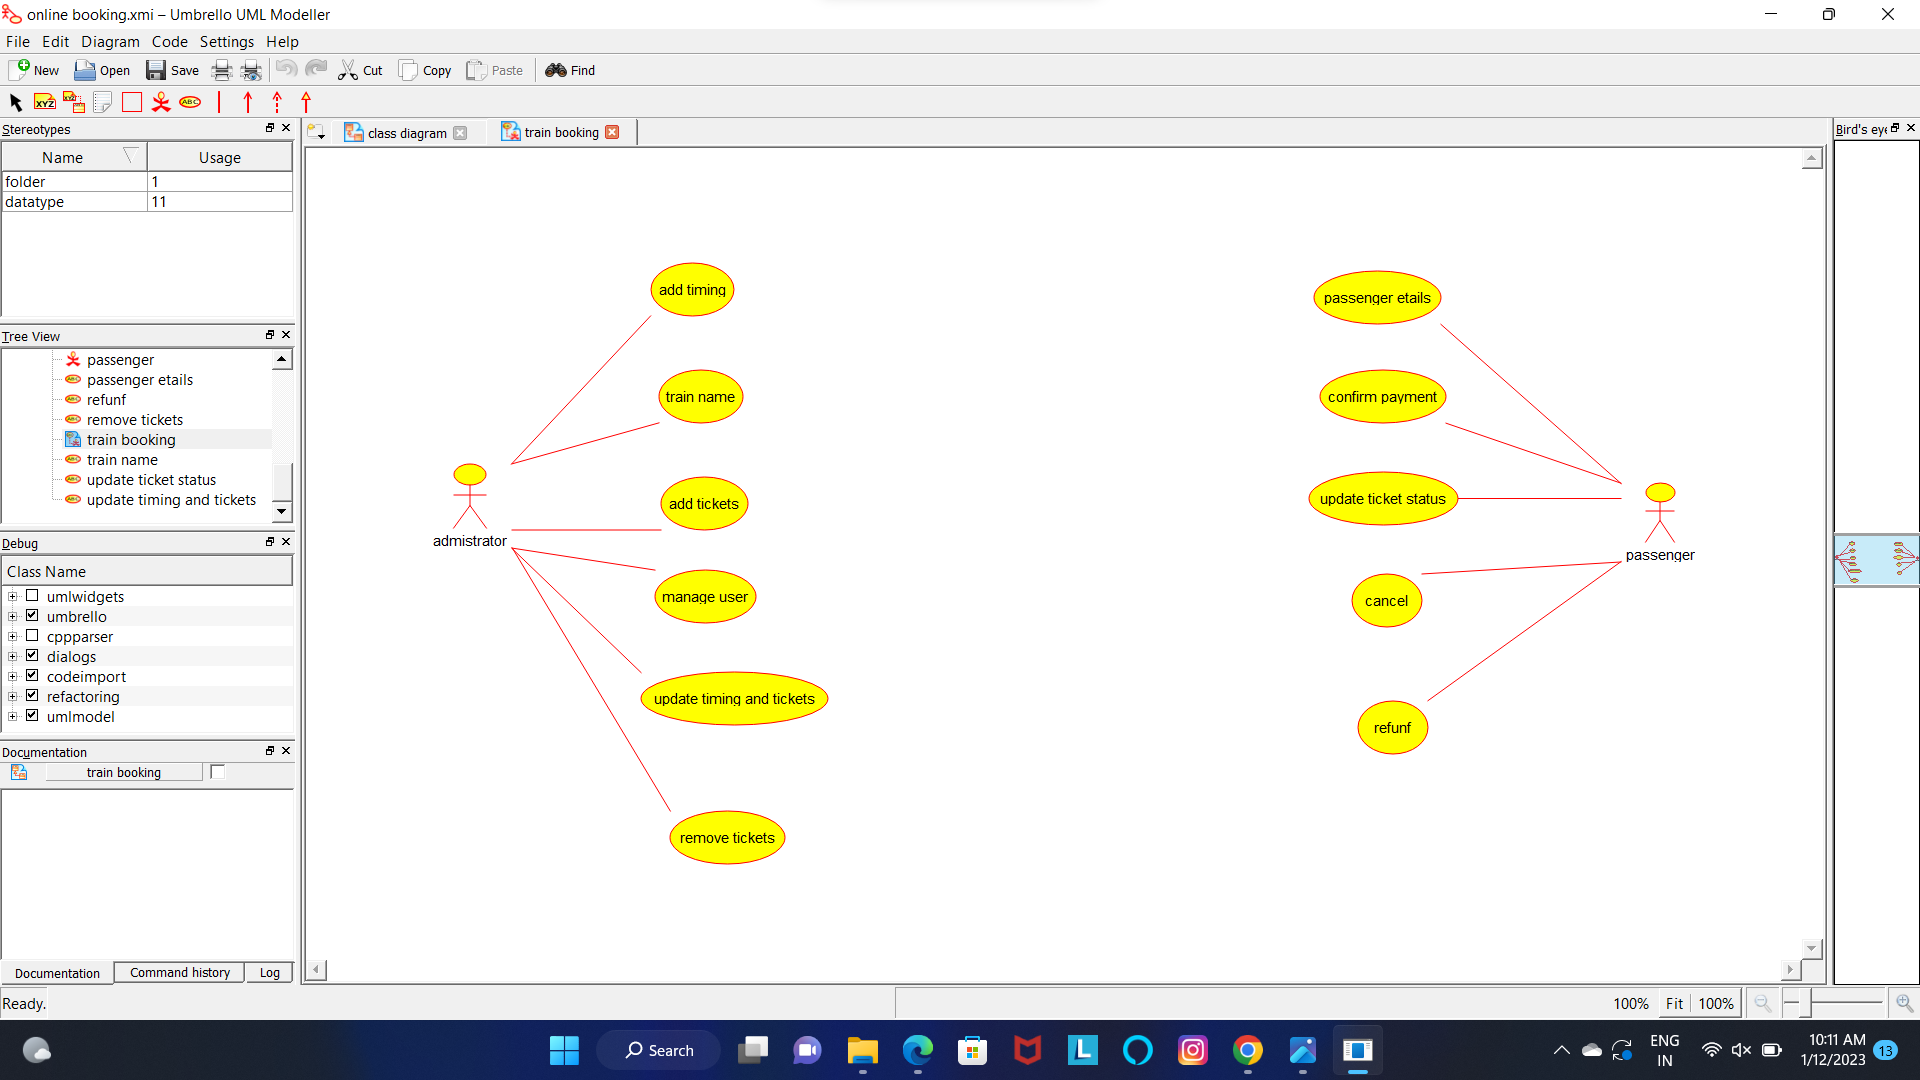 online booking.xmi – Umbrello UML Modeller
File Edit Diagram Code Settings Help
New Open Save Cut Copy Paste Find
XYZ XYZ ABC
Stereotypes
Name Usage
folder 1
datatype 11
Tree View
passenger
passenger etails
refunf
remove tickets
train booking
train name
update ticket status
update timing and tickets
Debug
Class Name
umlwidgets
umbrello
cppparser
dialogs
codeimport
refactoring
umlmodel
Documentation
train booking
Documentation Command history Log
Ready.
class diagram train booking
add timing
train name
add tickets
admistrator
manage user
update timing and tickets
remove tickets
passenger etails
confirm payment
update ticket status
passenger
cancel
refunf
Bird's eye
100% Fit 100%
Search
L
ENG
IN
10:11 AM
1/12/2023
13